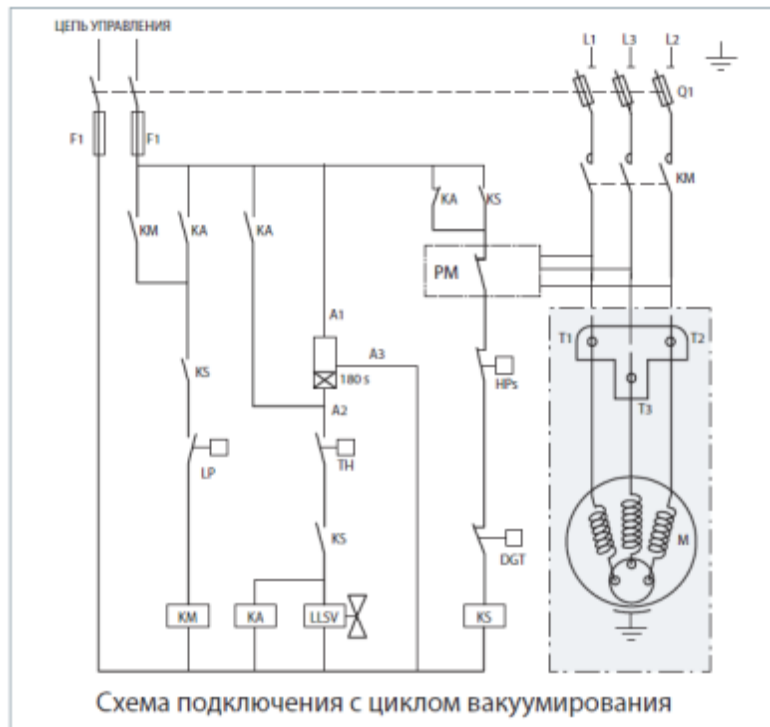 ЦЕПЬ УПРАВЛЕНИЯ
L1 L3 L2
Q1
F1 F1
KA KS KM
KM KA KA
PM
A1
T1 T2
A3
180 s
KS HPs
A2
T3
LP TH
KS M
DGT
KM KA LLSV KS
Схема подключения с циклом вакуумирования